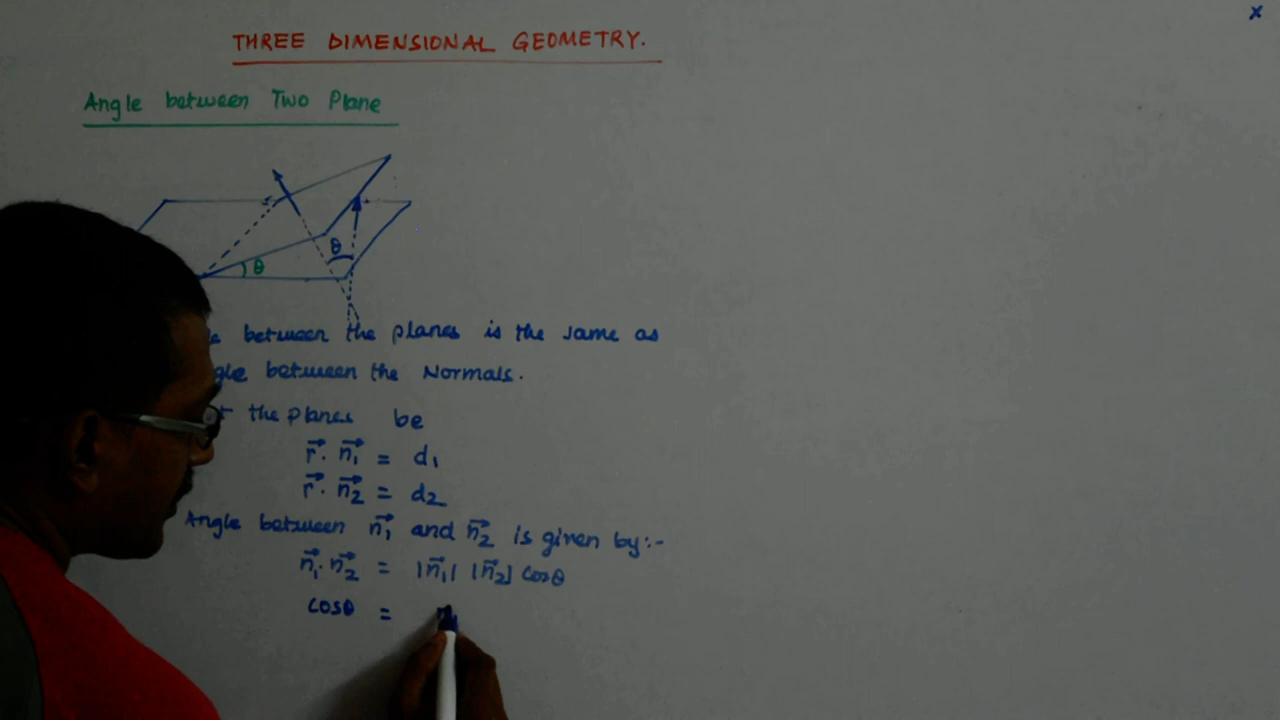 x
THREE DIMENSIONAL GEOMETRY.
Angle between Two Plane
θ
θ
between the planes is the same as
between the Normals.
the planes be
r⃗. n⃗₁ = d₁
r⃗. n⃗₂ = d₂
Angle between n⃗₁ and n⃗₂ is given by:-
n⃗₁. n⃗₂ = |n⃗₁| |n⃗₂| cosθ
cosθ =